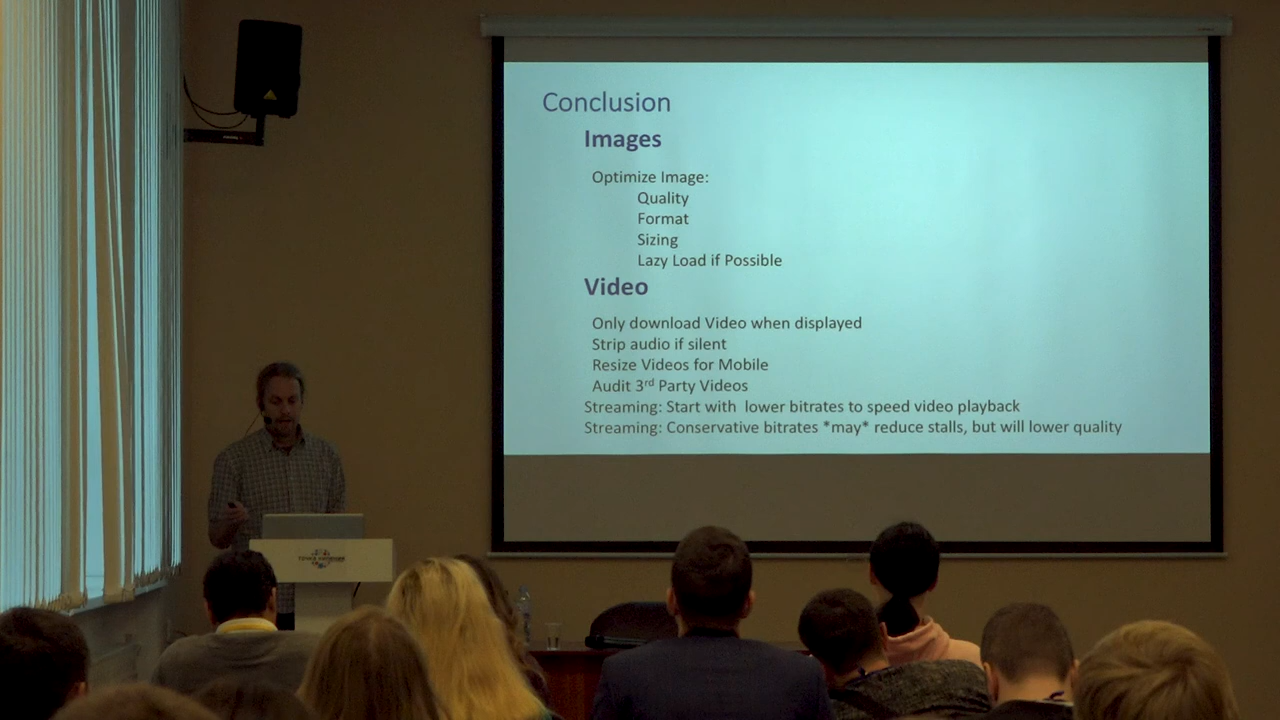 Conclusion
Images
Optimize Image:
Quality
Format
Sizing
Lazy Load if Possible
Video
Only download Video when displayed
Strip audio if silent
Resize Videos for Mobile
Audit 3rd Party Videos
Streaming: Start with lower bitrates to speed video playback
Streaming: Conservative bitrates *may* reduce stalls, but will lower quality